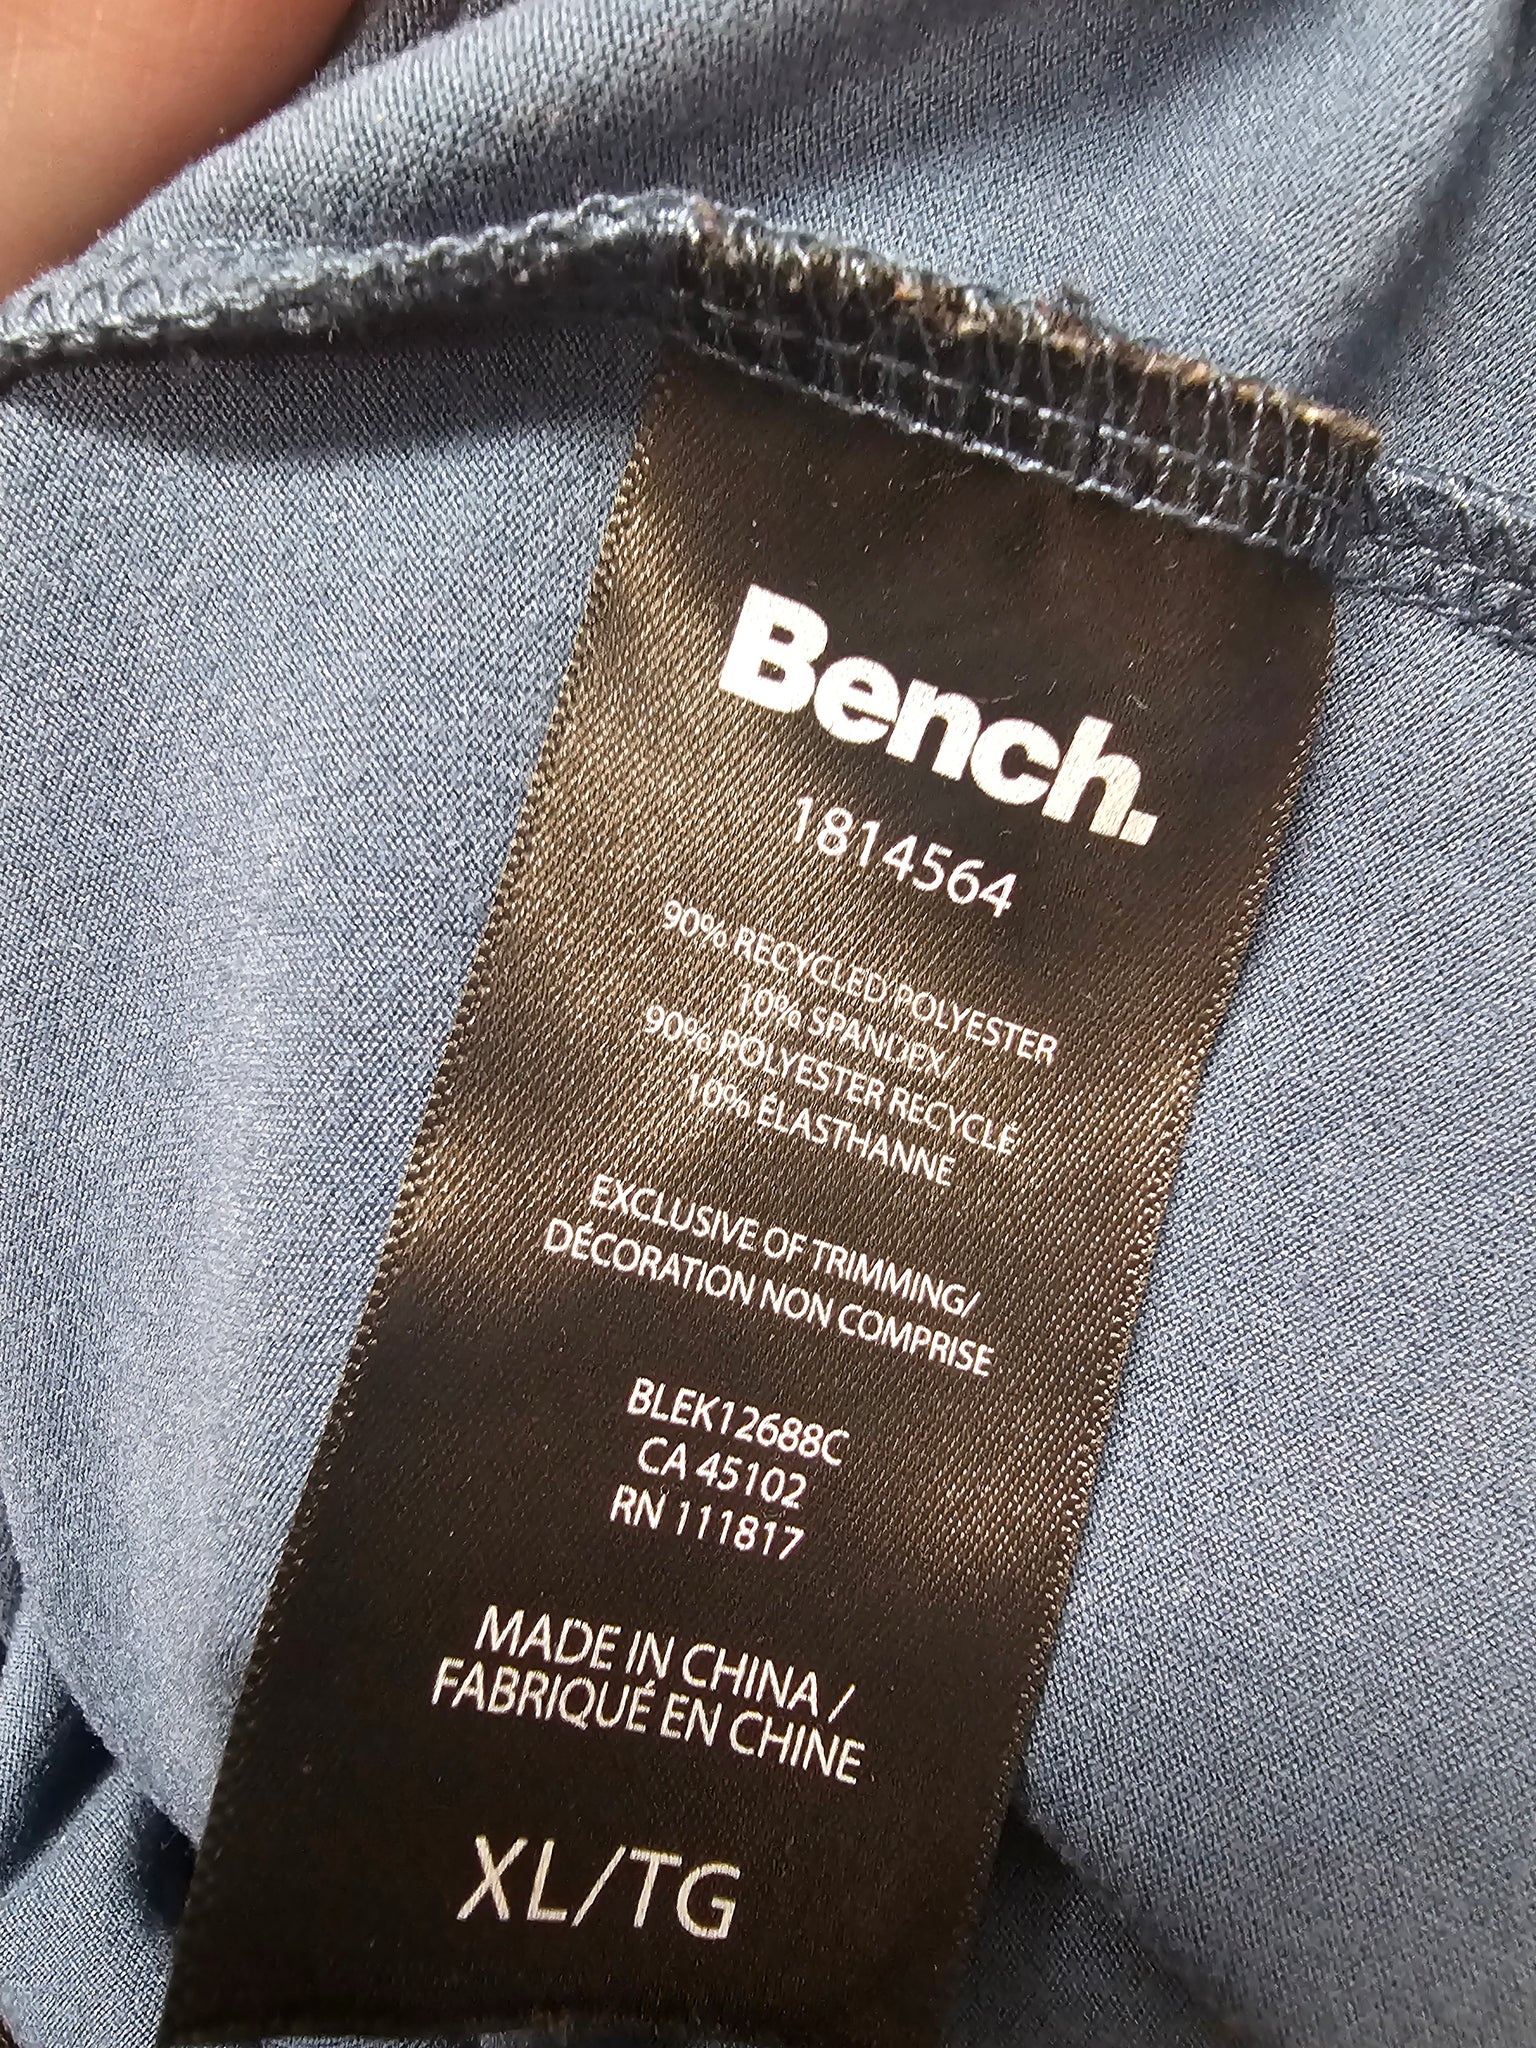 Bench.
1814564
90% RECYCLED POLYESTER
10% SPANDEX/
90% POLYESTER RECYCLÉ
10% ÉLASTHANNE
EXCLUSIVE OF TRIMMING/
DÉCORATION NON COMPRISE
BLEK12688C
CA 45102
RN 111817
MADE IN CHINA /
FABRIQUÉ EN CHINE
XL/TG